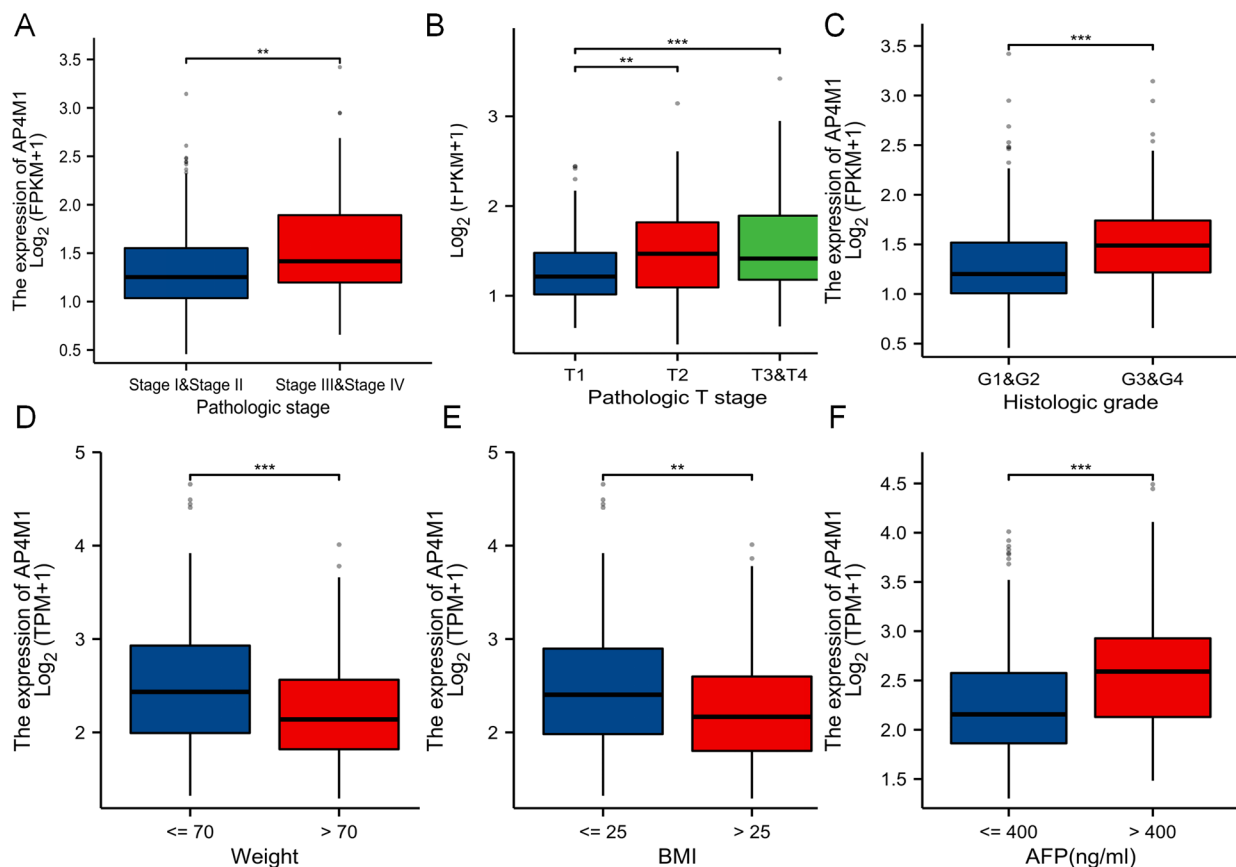 A
The expression of AP4M1
Log2 (FPKM+1)
3.5
3.0
2.5
2.0
1.5
1.0
0.5
**
Stage I&Stage II
Stage III&Stage IV
Pathologic stage
B
Log2 (FPKM+1)
3
2
1
***
**
T1
T2
T3&T4
Pathologic T stage
C
The expression of AP4M1
Log2 (FPKM+1)
3.5
3.0
2.5
2.0
1.5
1.0
0.5
***
G1&G2
G3&G4
Histologic grade
D
The expression of AP4M1
Log2 (TPM+1)
5
4
3
2
***
<= 70
> 70
Weight
E
The expression of AP4M1
Log2 (TPM+1)
5
4
3
2
**
<= 25
> 25
BMI
F
The expression of AP4M1
Log2 (TPM+1)
4.5
4.0
3.5
3.0
2.5
2.0
1.5
***
<= 400
> 400
AFP(ng/ml)